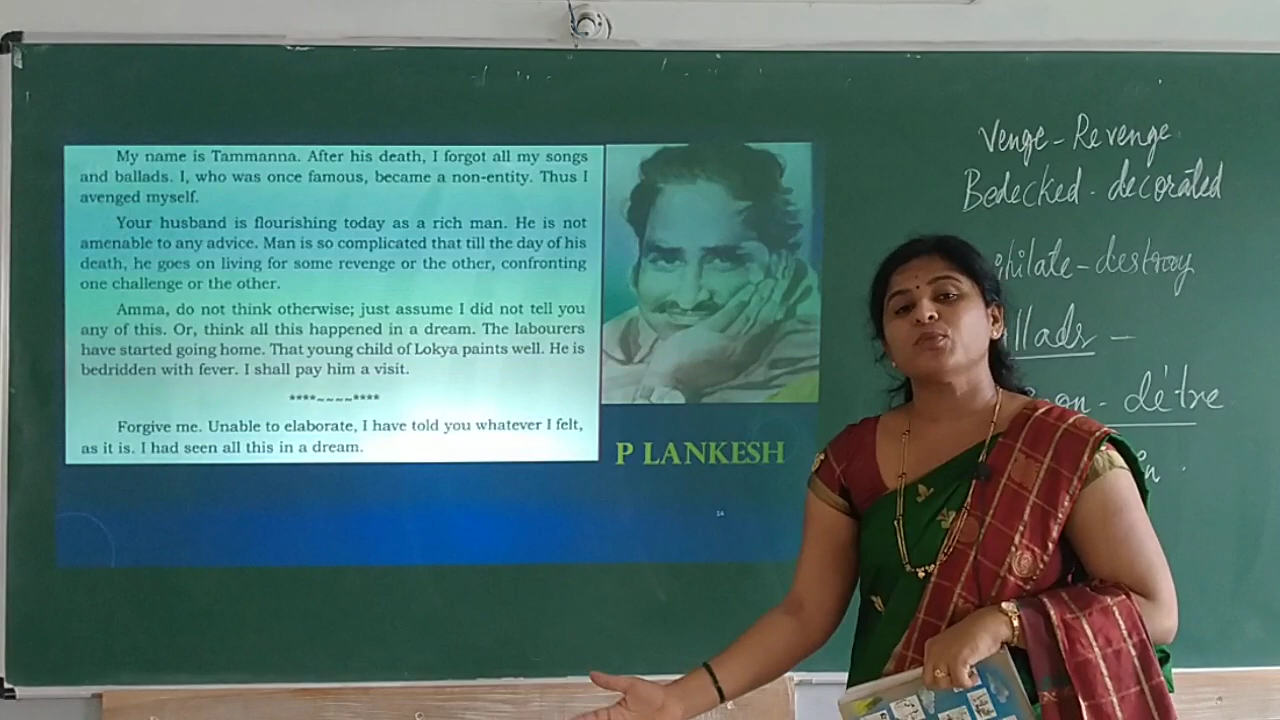 My name is Tammanna. After his death, I forgot all my songs
and ballads. I, who was once famous, became a non-entity. Thus I
avenged myself.
Your husband is flourishing today as a rich man. He is not
amenable to any advice. Man is so complicated that till the day of his
death, he goes on living for some revenge or the other, confronting
one challenge or the other.
Amma, do not think otherwise; just assume I did not tell you
any of this. Or, think all this happened in a dream. The labourers
have started going home. That young child of Lokya paints well. He is
bedridden with fever. I shall pay him a visit.
****~~~~****
Forgive me. Unable to elaborate, I have told you whatever I felt,
as it is. I had seen all this in a dream.
P LANKESH
14
Venge - Revenge
Bedecked - decorated
destroy
d'être